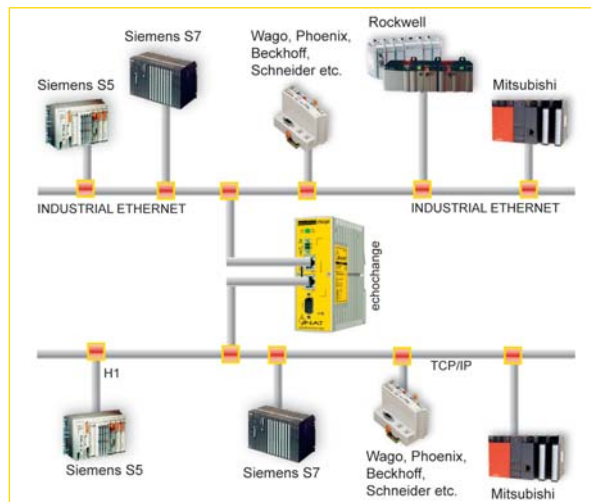 Siemens S7
Wago, Phoenix,
Beckhoff,
Schneider etc.
Rockwell
Siemens S5
Mitsubishi
INDUSTRIAL ETHERNET
INDUSTRIAL ETHERNET
echochange
H1
TCP/IP
Siemens S5
Siemens S7
Wago, Phoenix,
Beckhoff,
Schneider etc.
Mitsubishi